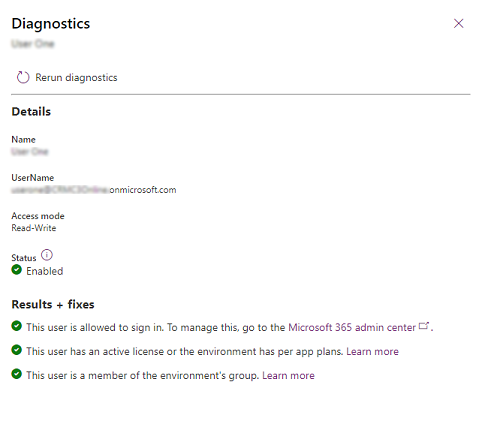 Diagnostics
Rerun diagnostics
Details
Name
UserName
.onmicrosoft.com
Access mode
Read-Write
Status
Enabled
Results + fixes
This user is allowed to sign in. To manage this, go to the Microsoft 365 admin center .
This user has an active license or the environment has per app plans. Learn more
This user is a member of the environment's group. Learn more